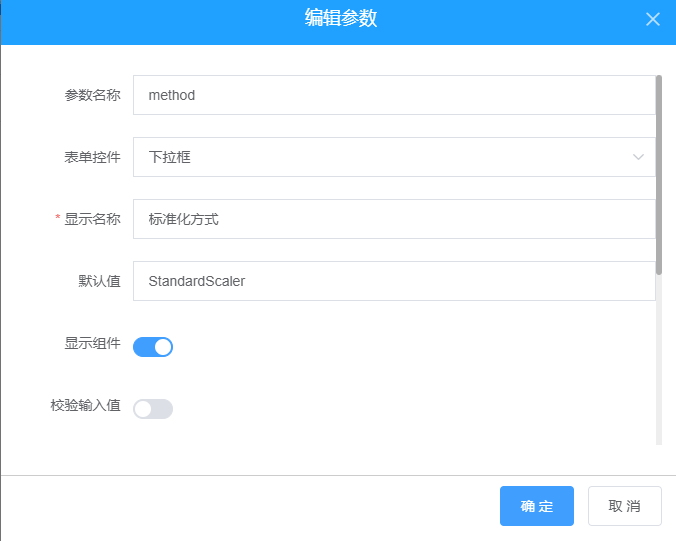 编辑参数
参数名称 method
表单控件 下拉框
* 显示名称 标准化方式
默认值 StandardScaler
显示组件
校验输入值
确 定 取 消